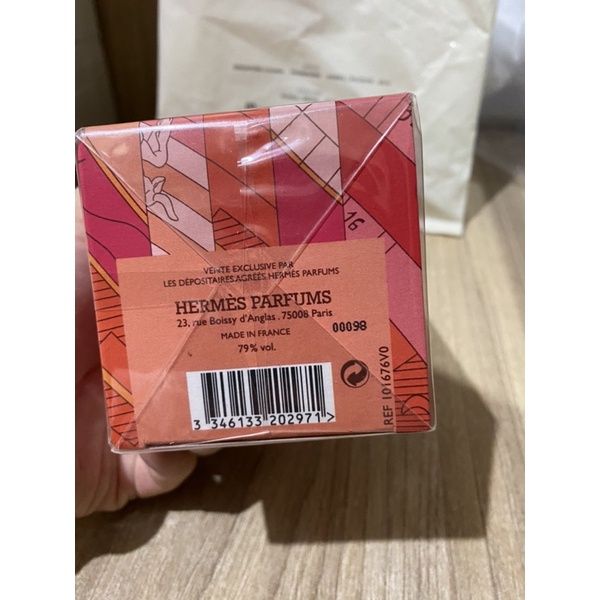 16
VENTE EXCLUSIVE PAR
LES DÉPOSITAIRES AGRÉÉS HERMÈS PARFUMS
HERMÈS PARFUMS
23, rue Boissy d'Anglas . 75008 Paris
MADE IN FRANCE 00098
79% vol.
3 346133 202971 >
REF 101676V0